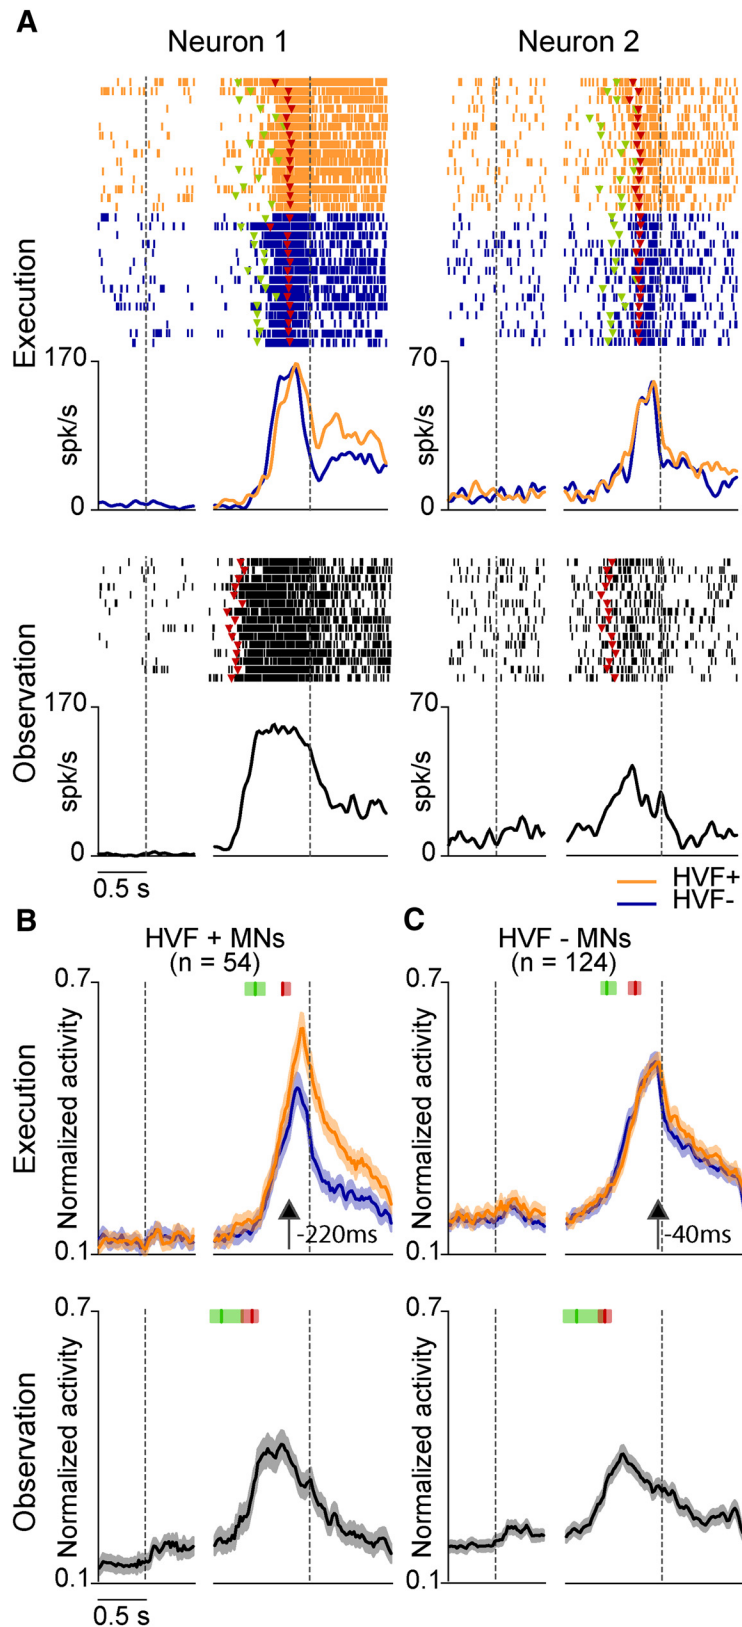 A
Neuron 1
Neuron 2
Execution
170
spk/s
0
70
spk/s
0
Observation
170
spk/s
0
70
spk/s
0
0.5 s
HVF+
HVF-
B
HVF + MNs
(n = 54)
C
HVF - MNs
(n = 124)
Execution
0.7
Normalized activity
0.1
-220ms
0.7
Normalized activity
0.1
-40ms
Observation
0.7
Normalized activity
0.1
0.7
Normalized activity
0.1
0.5 s